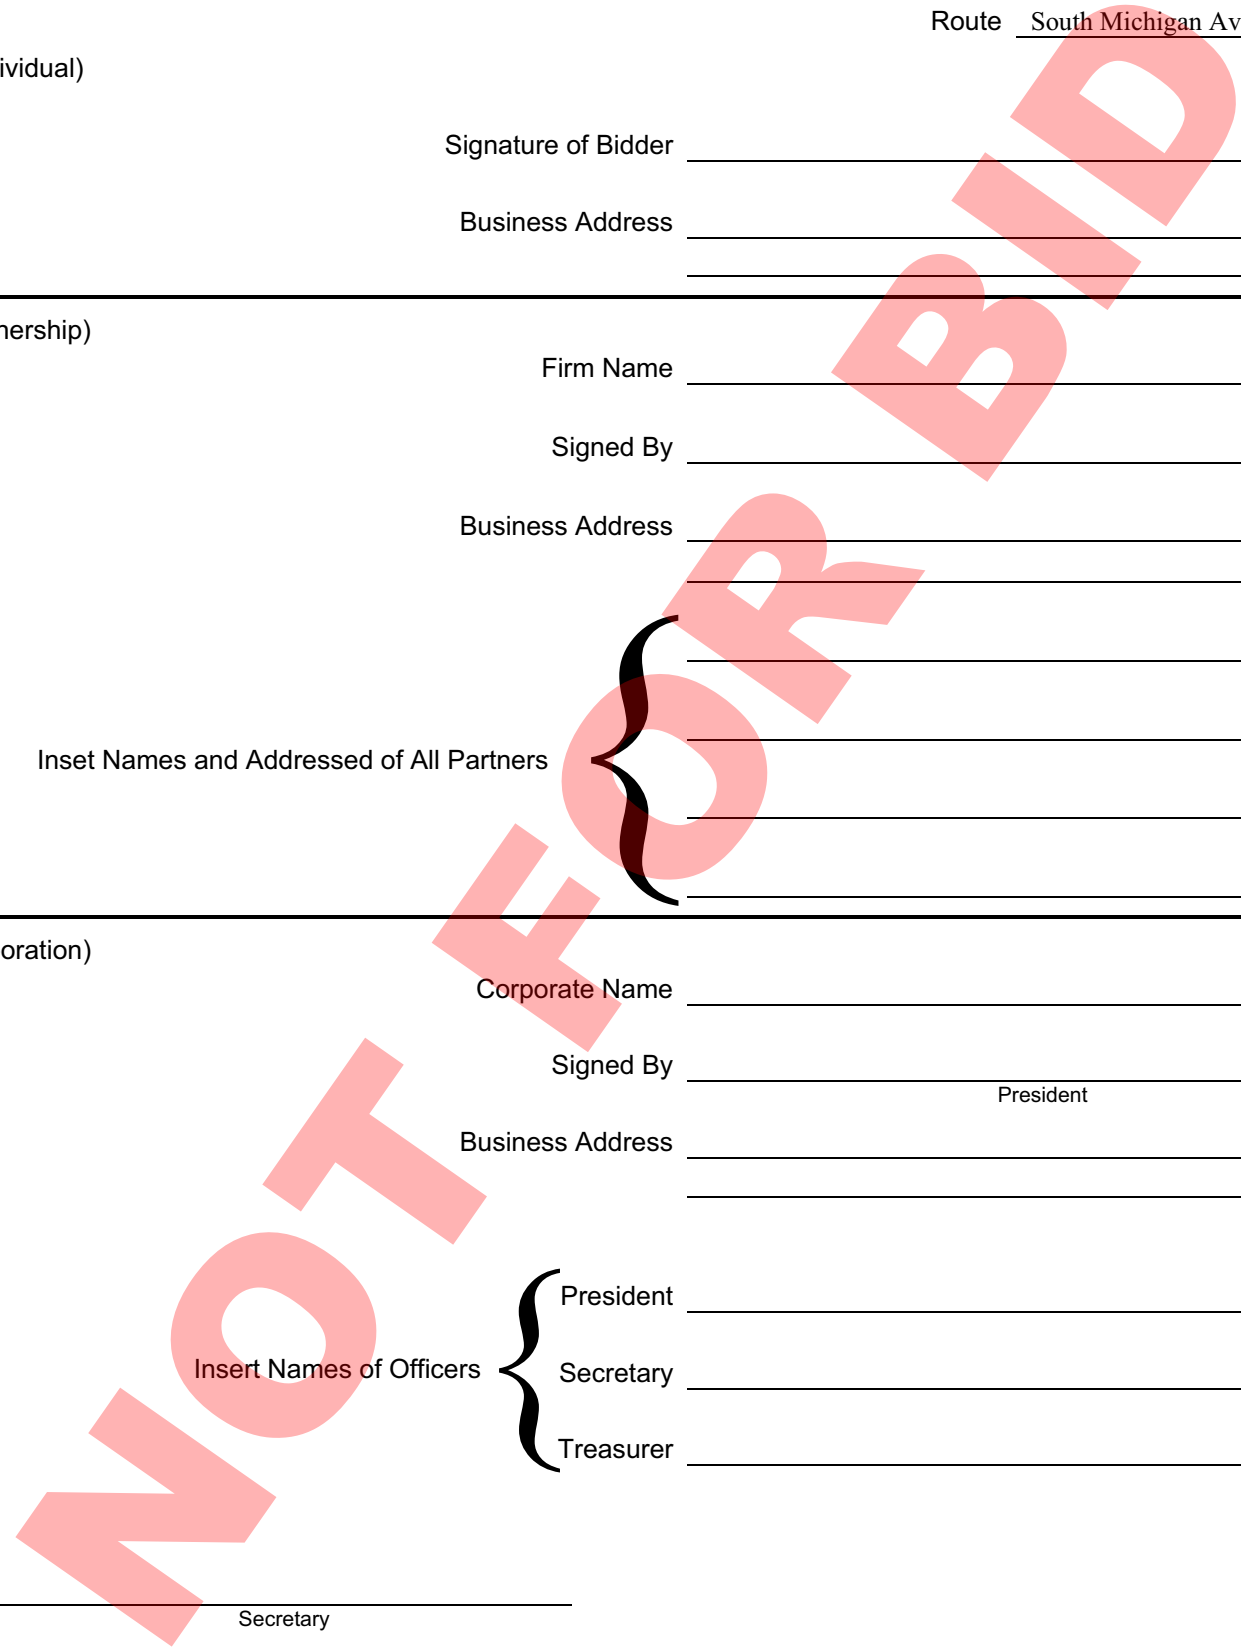 Route South Michigan Av
ividual)
Signature of Bidder
Business Address
nership)
Firm Name
Signed By
Business Address
Inset Names and Addressed of All Partners
oration)
Corporate Name
Signed By
President
Business Address
President
Insert Names of Officers
Secretary
Treasurer
Secretary
NOT FOR BID